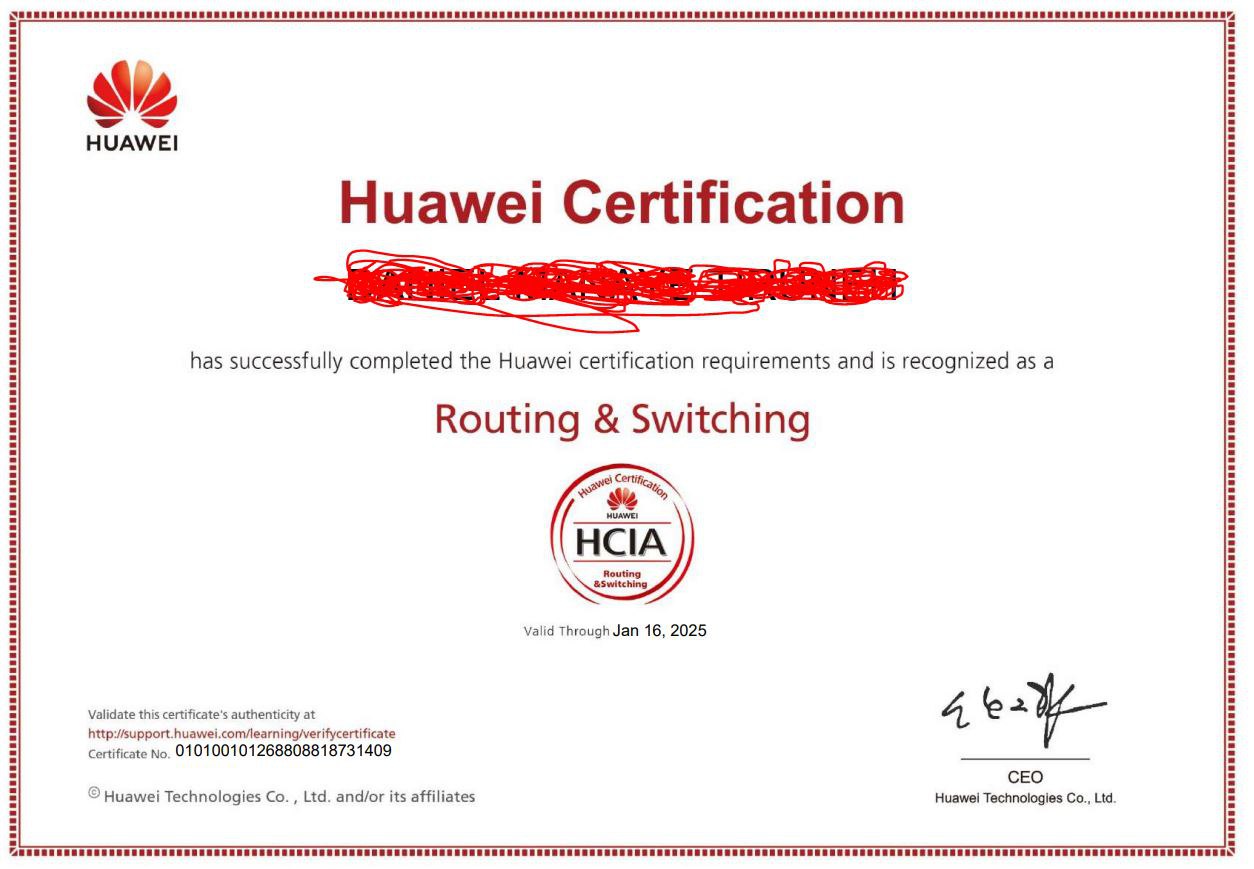 HUAWEI
Huawei Certification
has successfully completed the Huawei certification requirements and is recognized as a
Routing & Switching
Huawei Certification
HUAWEI
HCIA
Routing
&Switching
Valid Through Jan 16, 2025
Validate this certificate's authenticity at
http://support.huawei.com/learning/verifycertificate
Certificate No. 010100101268808818731409
© Huawei Technologies Co. , Ltd. and/or its affiliates
CEO
Huawei Technologies Co., Ltd.